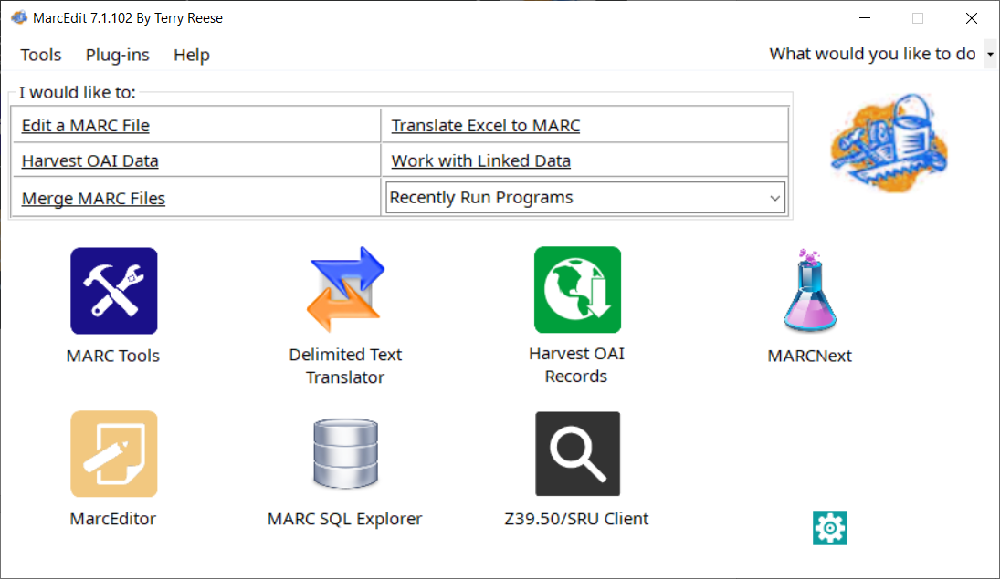 MarcEdit 7.1.102 By Terry Reese
Tools Plug-ins Help What would you like to do
I would like to:
Edit a MARC File Translate Excel to MARC
Harvest OAI Data Work with Linked Data
Merge MARC Files Recently Run Programs
MARC Tools
Delimited Text
Translator
Harvest OAI
Records
MARCNext
MarcEditor
MARC SQL Explorer
Z39.50/SRU Client